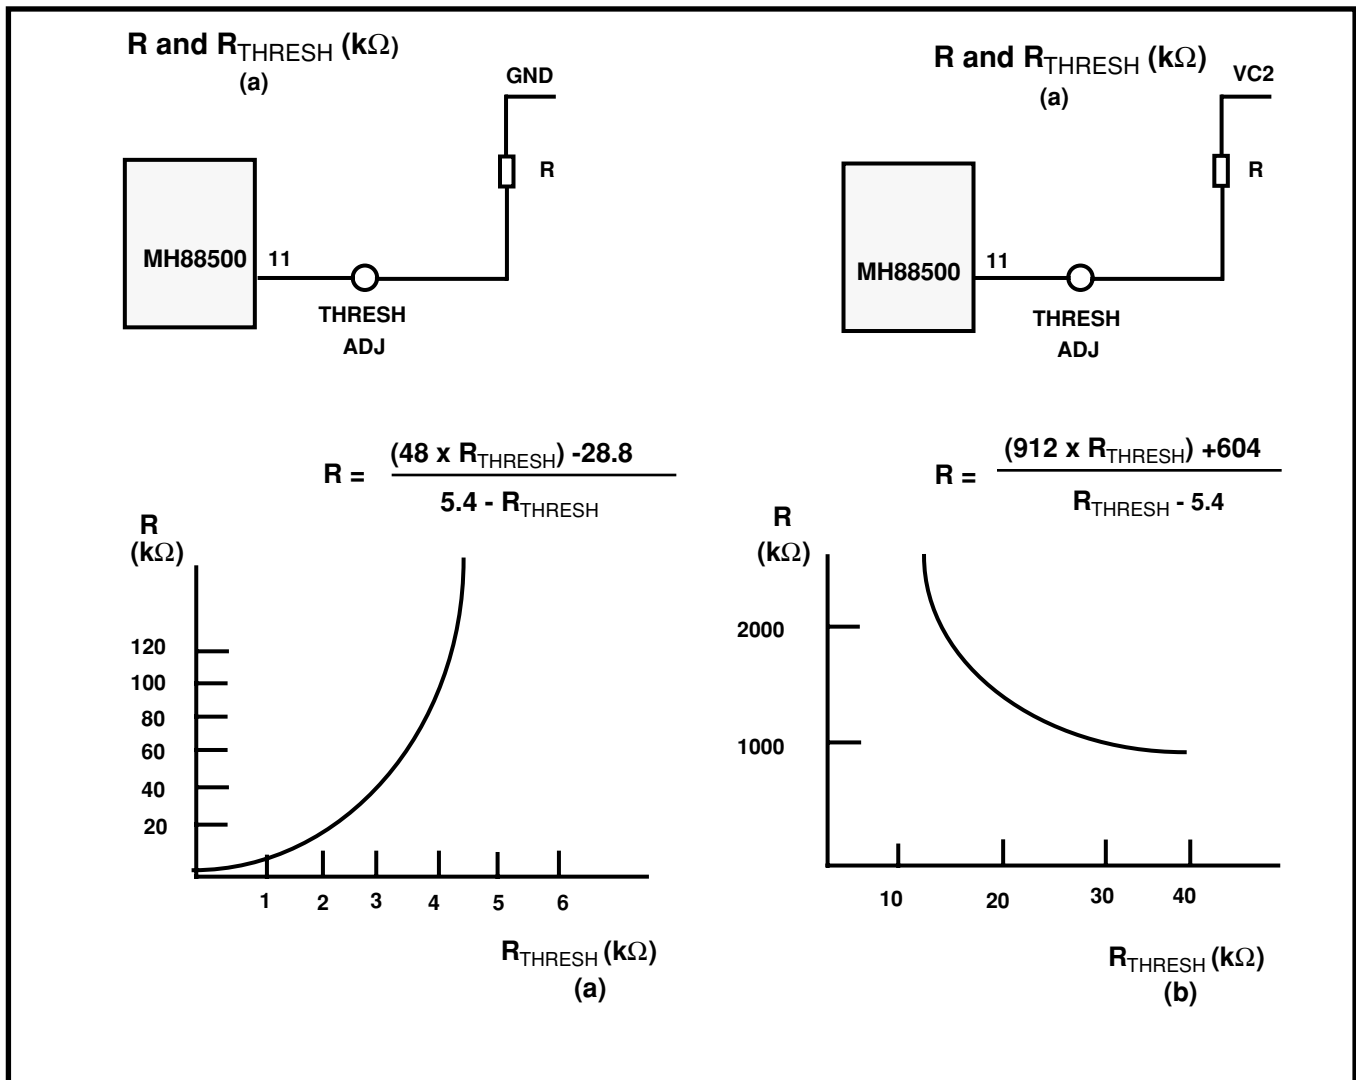 R and RTHRESH (kΩ)
(a)
GND
R
MH88500
11
THRESH
ADJ
R = (48 x RTHRESH) -28.8
5.4 - RTHRESH
R
(kΩ)
120
100
80
60
40
20
1 2 3 4 5 6
RTHRESH (kΩ)
(a)
R and RTHRESH (kΩ)
(a)
VC2
R
MH88500
11
THRESH
ADJ
R = (912 x RTHRESH) +604
RTHRESH - 5.4
R
(kΩ)
2000
1000
10 20 30 40
RTHRESH (kΩ)
(b)